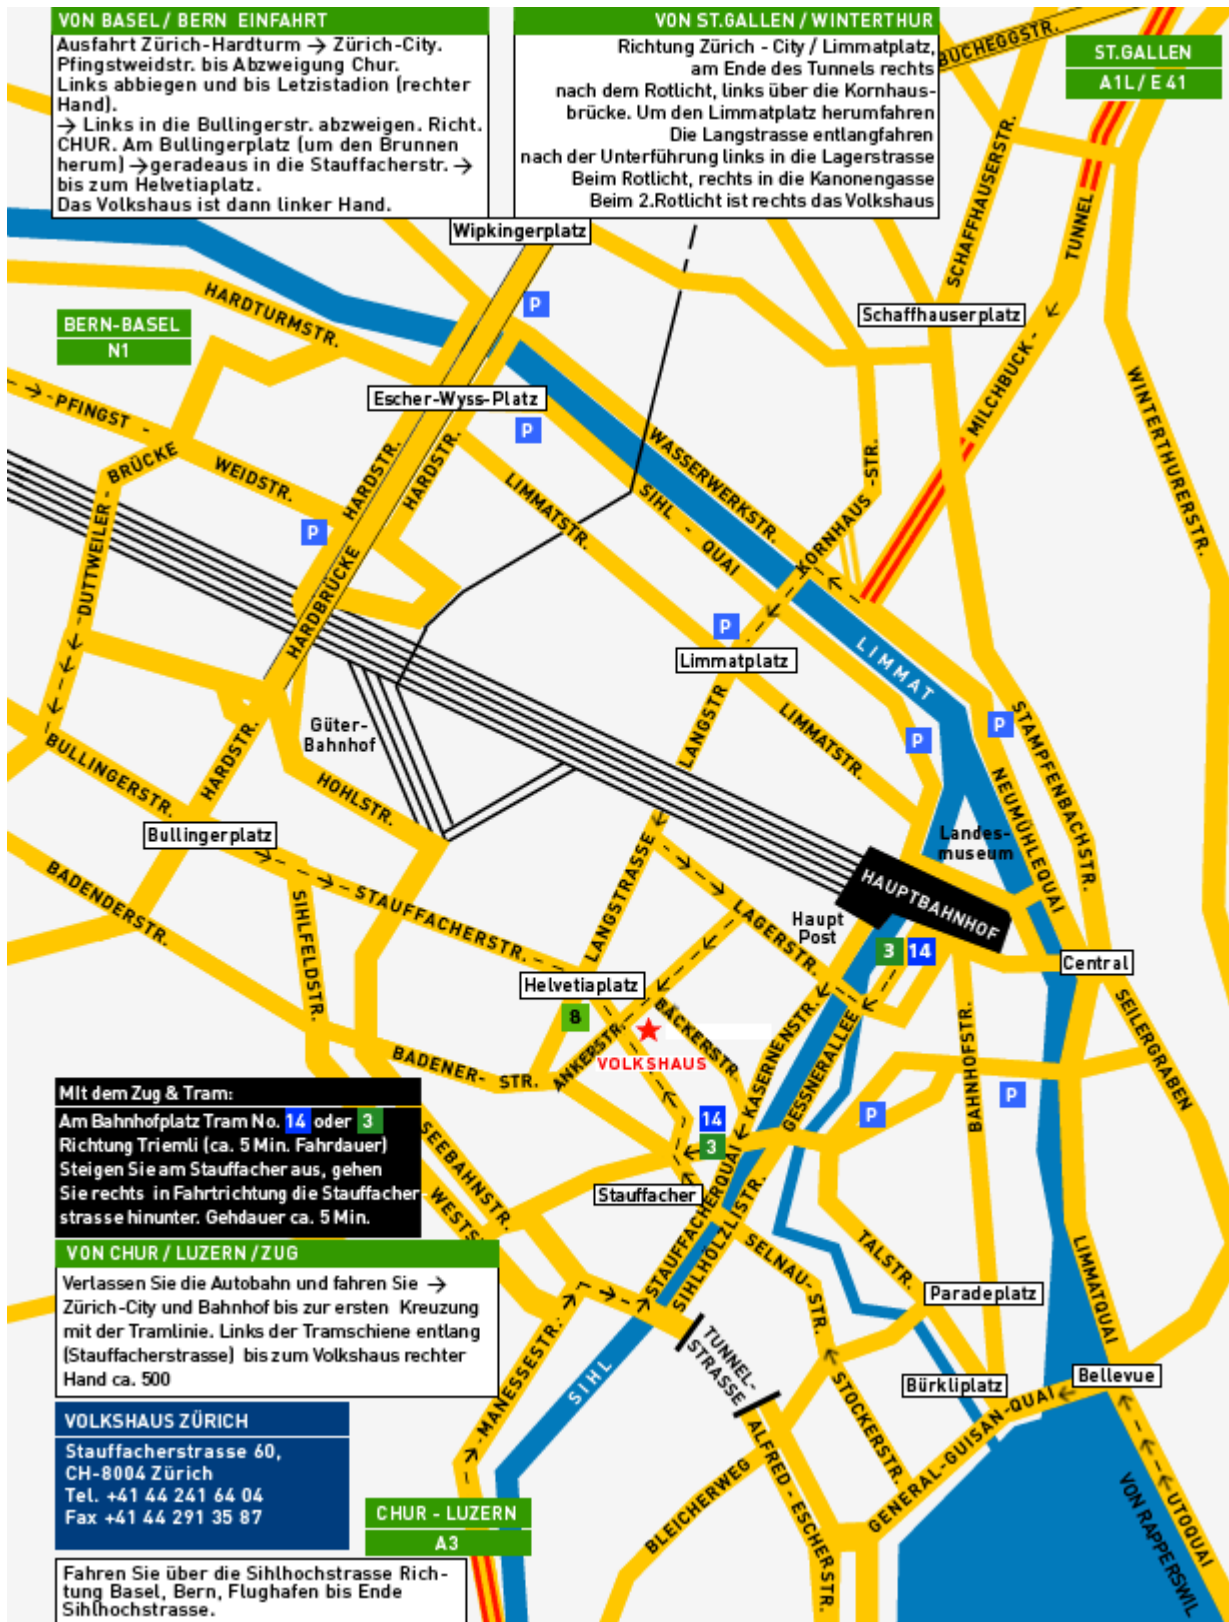 VON BASEL / BERN EINFAHRT
Ausfahrt Zürich-Hardturm → Zürich-City.
Pfingstweidstr. bis Abzweigung Chur.
Links abbiegen und bis Letzistadion (rechter
Hand).
→ Links in die Bullingerstr. abzweigen. Richt.
CHUR. Am Bullingerplatz (um den Brunnen
herum) → geradeaus in die Stauffacherstr. →
bis zum Helvetiaplatz.
Das Volkshaus ist dann linker Hand.
VON ST.GALLEN / WINTERTHUR
Richtung Zürich - City / Limmatplatz,
am Ende des Tunnels rechts
nach dem Rotlicht, links über die Kornhaus-
brücke. Um den Limmatplatz herumfahren
Die Langstrasse entlangfahren
nach der Unterführung links in die Lagerstrasse
Beim Rotlicht, rechts in die Kanonengasse
Beim 2.Rotlicht ist rechts das Volkshaus
BUCHEGGSTR.
ST.GALLEN
A1L / E 41
SCHAFFHAUSERSTR.
TUNNEL
Wipkingerplatz
HARDTURMSTR.
P
Schaffhauserplatz
BERN-BASEL
N1
MILCHBUCK -
WINTERTHURERSTR.
Escher-Wyss-Platz
PFINGST -
WEIDSTR.
P
WASSERWERKSTR.
SIHL - QUAI
KORNHAUS -STR.
BRÜCKE
DUTTWEILER -
HARDSTR.
HARDSTR.
LIMMATSTR.
P
HARDBRÜCKE
P
Limmatplatz
LIMMAT
LANGSTR
LIMMATSTR.
P
P
STAMPFENBACHSTR.
NEUMÜHLEQUAI
Güter-
Bahnhof
HARDSTR.
BULLINGERSTR.
HOHLSTR.
Bullingerplatz
Landes-
museum
BADENERSTR.
SIHLFELDSTR.
STAUFFACHERSTR.
LANGSTRASSE
LAGERSTR.
HAUPTBAHNHOF
Haupt
Post
3
14
Central
Helvetiaplatz
8
BÄCKERSTR.
ANKERSTR.
VOLKSHAUS
KASERNENSTR.
GESSNERALLEE
BAHNHOFSTR.
SEILERGRABEN
BADENER- STR.
P
P
MIt dem Zug & Tram:
Am Bahnhofplatz Tram No. 14 oder 3
Richtung Triemli (ca. 5 Min. Fahrdauer)
Steigen Sie am Stauffacher aus, gehen
Sie rechts in Fahrtrichtung die Stauffacher
strasse hinunter. Gehdauer ca. 5 Min.
SEEBAHNSTR.
WESTS
14
3
Stauffacher
STAUFFACHERQUAI
SIHLHÖLZLISTR.
SELNAU- STR.
TALSTR.
Paradeplatz
LIMMATQUAI
VON CHUR / LUZERN / ZUG
Verlassen Sie die Autobahn und fahren Sie →
Zürich-City und Bahnhof bis zur ersten Kreuzung
mit der Tramlinie. Links der Tramschiene entlang
(Stauffacherstrasse) bis zum Volkshaus rechter
Hand ca. 500
MANESSESTR.
SIHL
TUNNEL-
STRASSE
STOCKERSTR.
Bürkliplatz
Bellevue
GENERAL-GUISAN-QUAI
VOLKSHAUS ZÜRICH
Stauffacherstrasse 60,
CH-8004 Zürich
Tel. +41 44 241 64 04
Fax +41 44 291 35 87
CHUR - LUZERN
A3
BLEICHERWEG
ALFRED - ESCHERSTR.
VON RAPPERSWIL
UTOQUAI
Fahren Sie über die Sihlhochstrasse Rich-
tung Basel, Bern, Flughafen bis Ende
Sihlhochstrasse.